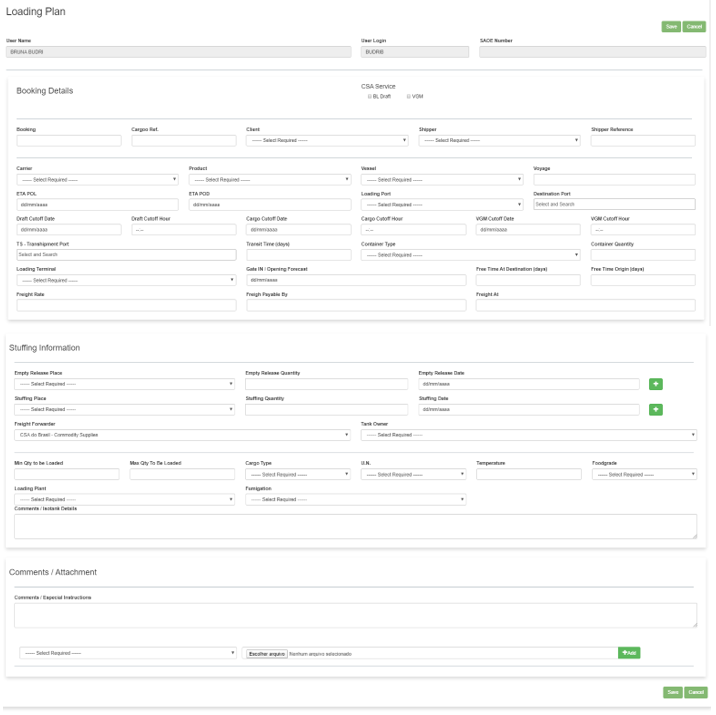 Loading Plan
Save Cancel
User Name User Login SAOE Number
BRUNA BUDRI BUDRIB
Booking Details
CSA Service
BL Draft VGM
Booking Cargoo Ref. Client Shipper Shipper Reference
----- Select Required ----- ----- Select Required -----
Carrier Product Vessel Voyage
----- Select Required ----- ----- Select Required ----- ----- Select Required -----
ETA POL ETA POD Loading Port Destination Port
dd/mm/aaaa dd/mm/aaaa ----- Select Required ----- Select and Search
Draft Cutoff Date Draft Cutoff Hour Cargo Cutoff Date Cargo Cutoff Hour VGM Cutoff Date VGM Cutoff Hour
dd/mm/aaaa --:-- dd/mm/aaaa --:-- dd/mm/aaaa --:--
TS - Transhipment Port Transit Time (days) Container Type Container Quantity
Select and Search ----- Select Required -----
Loading Terminal Gate IN / Opening Forecast Free Time At Destination (days) Free Time Origin (days)
----- Select Required ----- dd/mm/aaaa
Freight Rate Freigh Payable By Freight At
Stuffing Information
Empty Release Place Empty Release Quantity Empty Release Date
----- Select Required ----- dd/mm/aaaa +
Stuffing Place Stuffing Quantity Stuffing Date
----- Select Required ----- dd/mm/aaaa +
Freight Forwarder Tank Owner
CSA do Brasil - Commodity Supplies ----- Select Required -----
Min Qty to be Loaded Max Qty To Be Loaded Cargo Type U.N. Temperature Foodgrade
----- Select Required ----- ----- Select Required ----- ----- Select Required -----
Loading Plant Fumigation
----- Select Required ----- ----- Select Required -----
Comments / Isotank Details
Comments / Attachment
Comments / Especial Instructions
----- Select Required ----- Escolher arquivo Nenhum arquivo selecionado +Add
Save Cancel